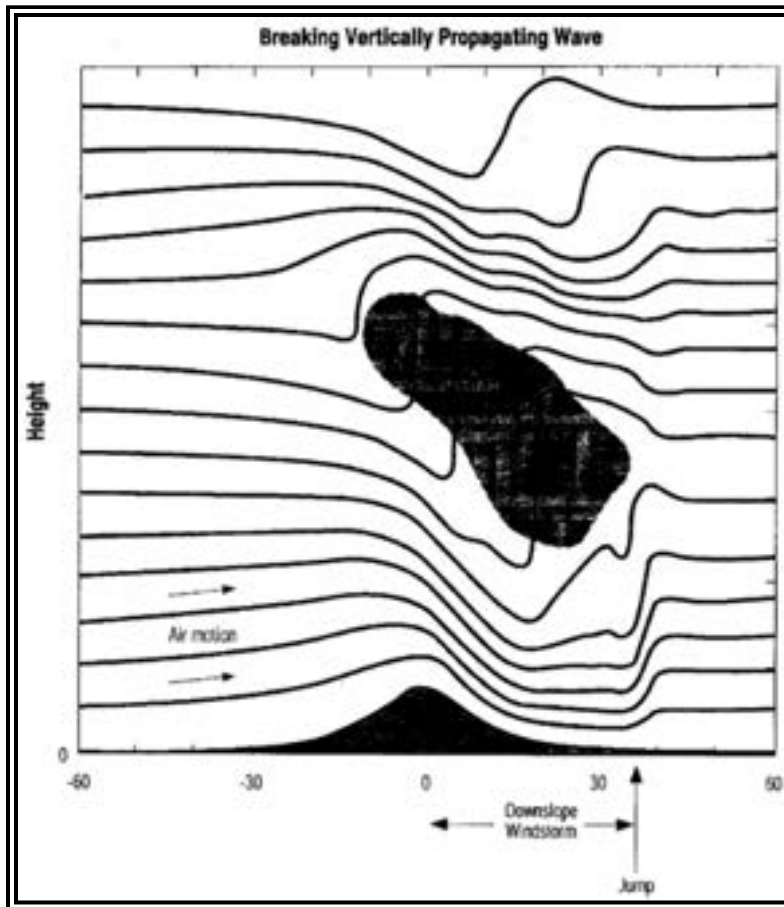 Breaking Vertically Propagating Wave
Height
Air motion
0
-60
-30
0
30
60
Downslope
Windstorm
Jump